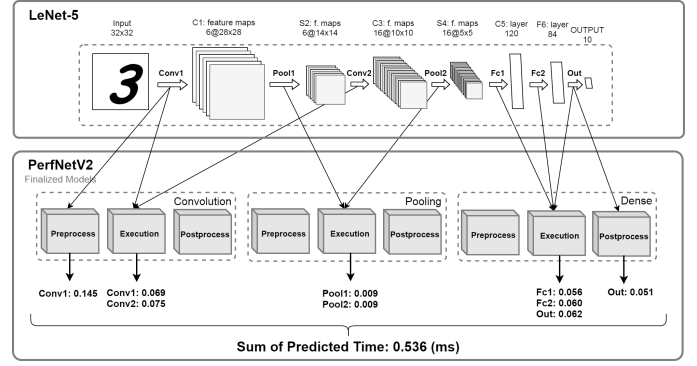 LeNet-5
Input
32x32
C1: feature maps
6@28x28
S2: f. maps
6@14x14
C3: f. maps
16@10x10
S4: f. maps
16@5x5
C5: layer
120
F6: layer
84
OUTPUT
10
3
Conv1
Pool1
Conv2
Pool2
Fc1
Fc2
Out
PerfNetV2
Finalized Models
Convolution
Preprocess
Execution
Postprocess
Pooling
Preprocess
Execution
Postprocess
Dense
Preprocess
Execution
Postprocess
Conv1: 0.145
Conv1: 0.069
Conv2: 0.075
Pool1: 0.009
Pool2: 0.009
Fc1: 0.056
Fc2: 0.060
Out: 0.062
Out: 0.051
Sum of Predicted Time: 0.536 (ms)